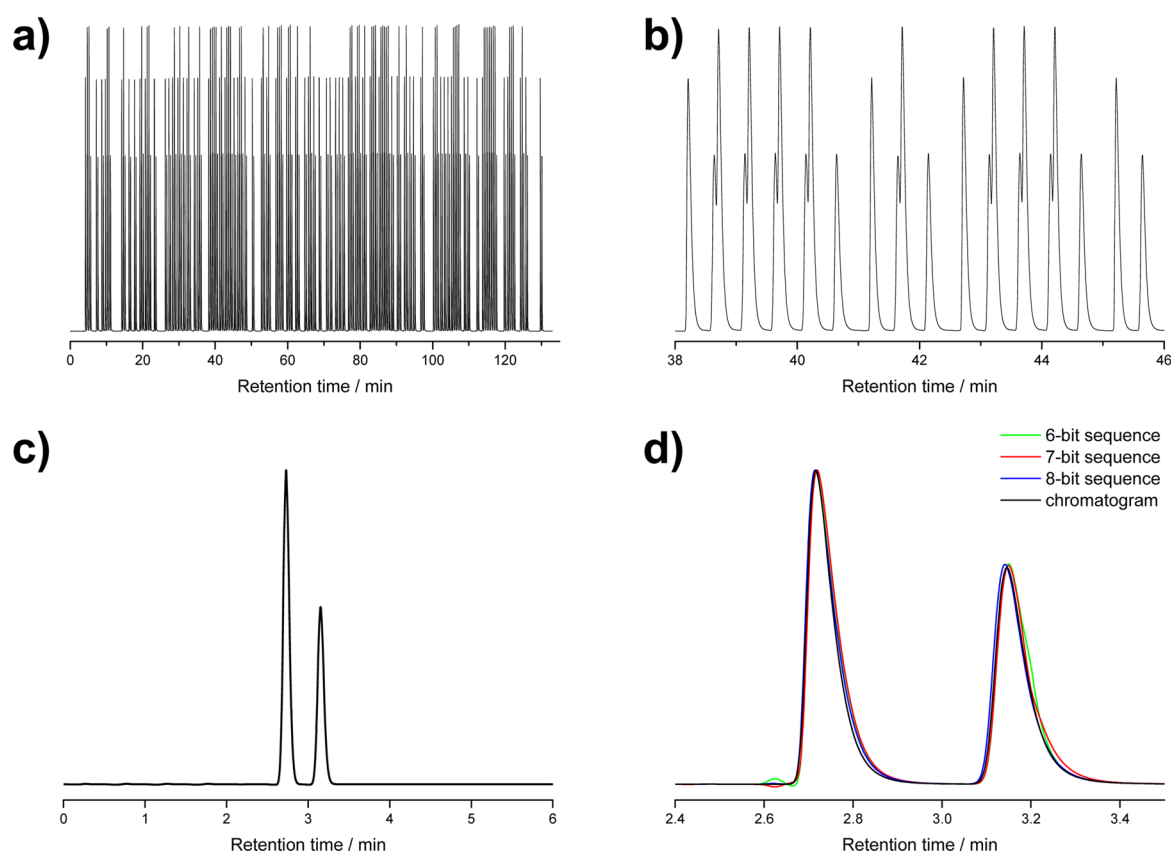 a)
0 20 40 60 80 100 120
Retention time / min
b)
38 40 42 44 46
Retention time / min
c)
0 1 2 3 4 5 6
Retention time / min
d)
6-bit sequence
7-bit sequence
8-bit sequence
chromatogram
2.4 2.6 2.8 3.0 3.2 3.4
Retention time / min